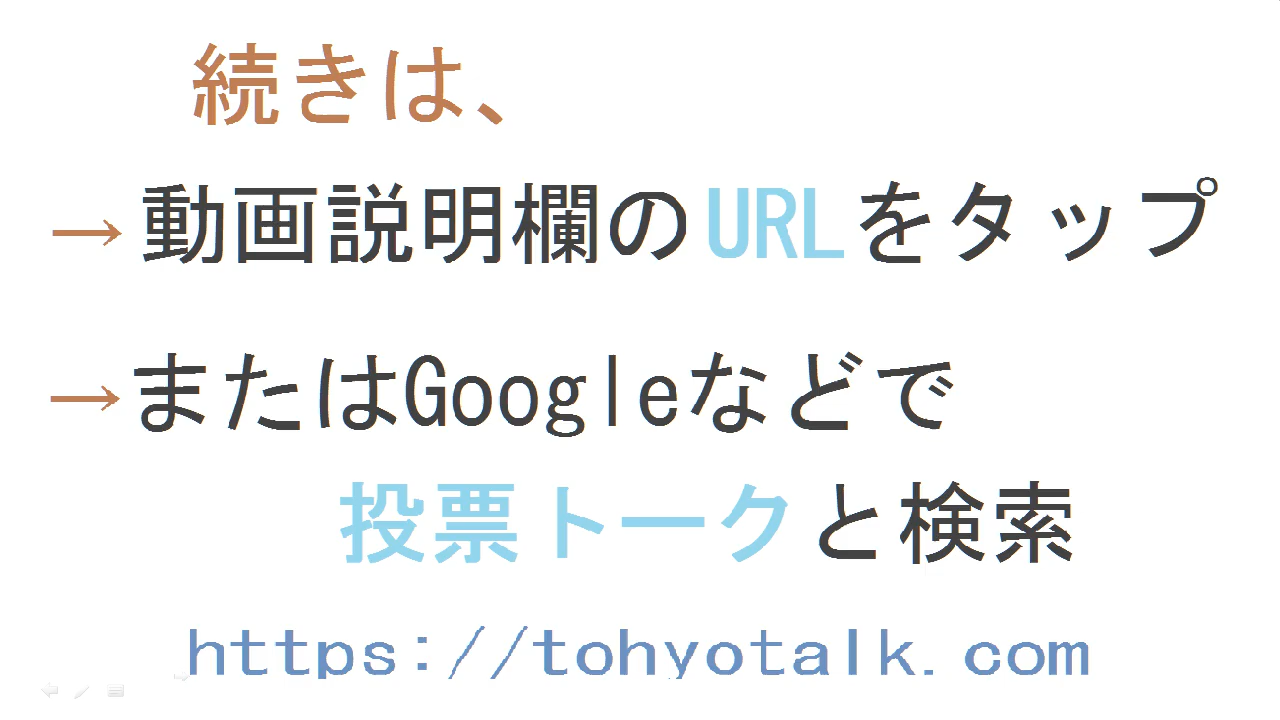 続きは、
→動画説明欄のURLをタップ
→またはGoogleなどで
投票トークと検索
https://tohyotalk.com